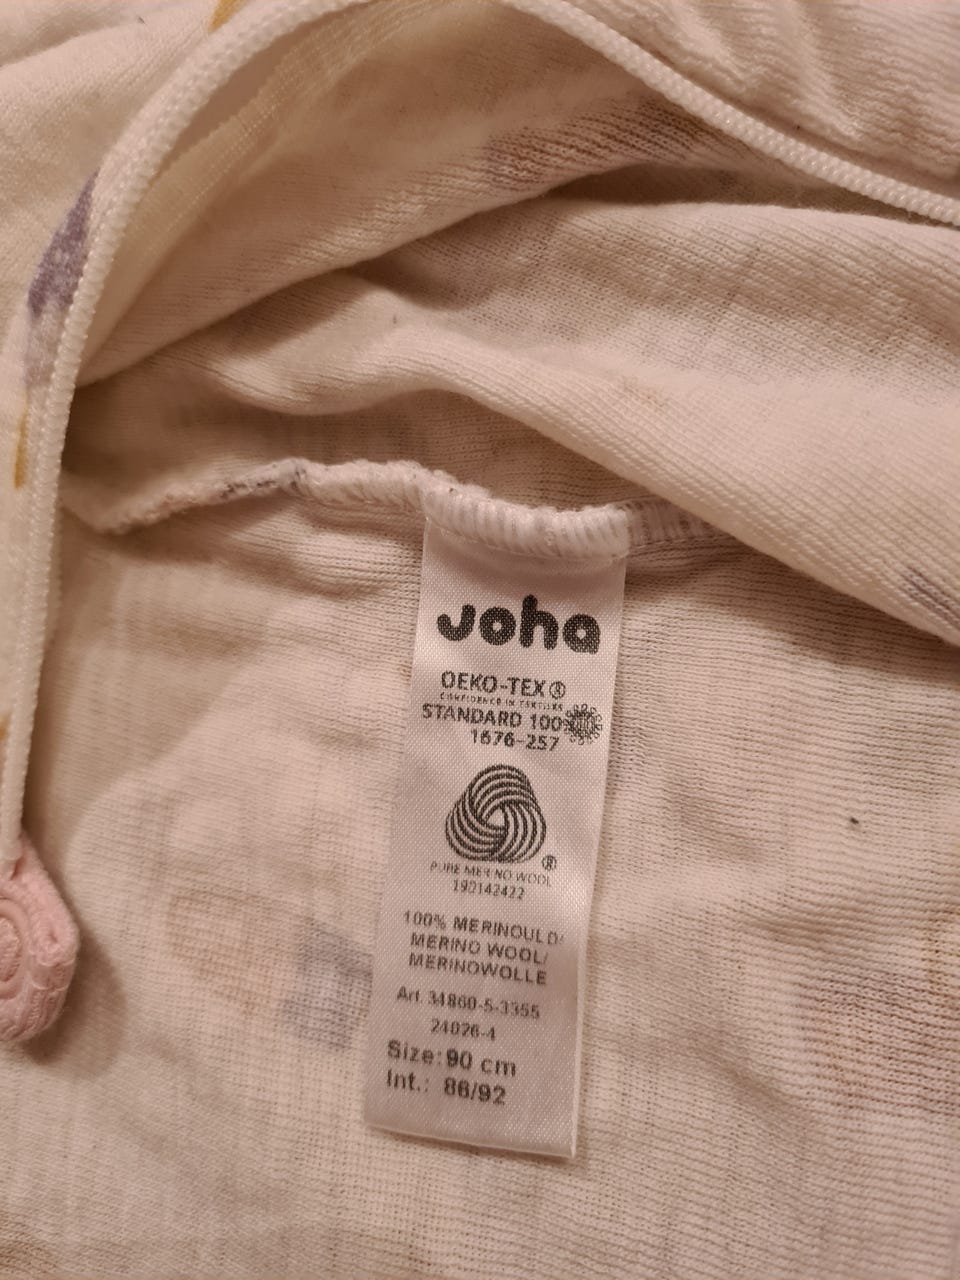 Joha
OEKO-TEX®
CONFIDENCE IN TEXTILES
STANDARD 100
1676-257
®
PURE MERINO WOOL
190142422
100% MERINOULD/
MERINO WOOL/
MERINOWOLLE
Art. 34860-5-3355
24026-4
Size: 90 cm
Int.: 86/92